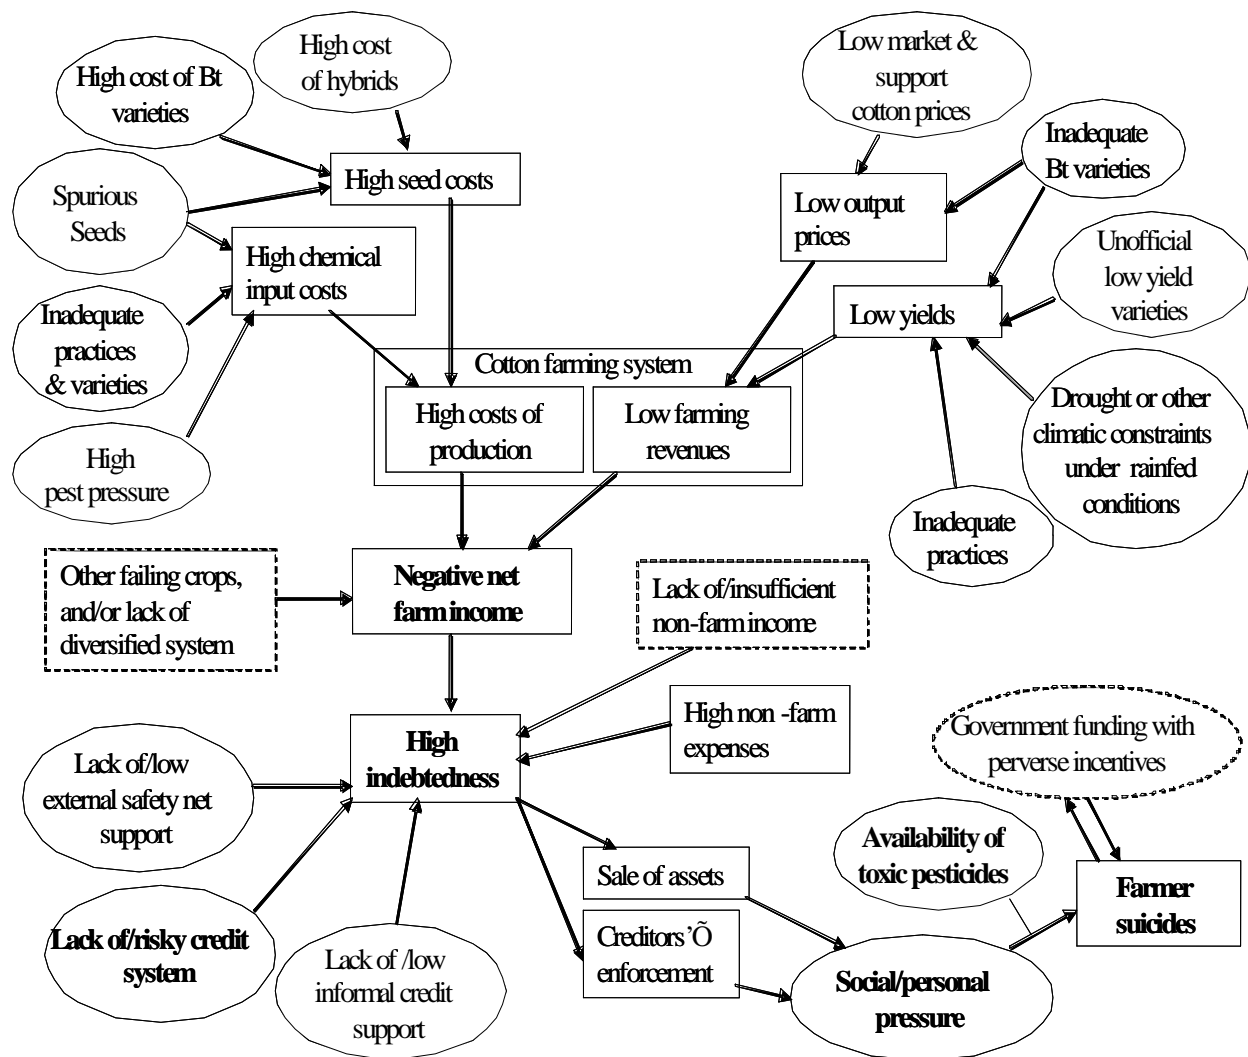 High cost
of hybrids
Low market &
support
cotton prices
High cost of Bt
varieties
Inadequate
Bt varieties
High seed costs
Spurious
Seeds
Low output
prices
Unofficial
low yield
varieties
High chemical
input costs
Inadequate
practices
& varieties
Low yields
Cotton farming system
High costs of
production
Low farming
revenues
Drought or other
climatic constraints
under rainfed
conditions
High
pest pressure
Inadequate
practices
Other failing crops,
and/or lack of
diversified system
Negative net
farm income
Lack of/insufficient
non-farm income
High non -farm
expenses
Government funding with
perverse incentives
High
indebtedness
Lack of/low
external safety net
support
Availability of
toxic pesticides
Sale of assets
Farmer
suicides
Lack of/risky credit
system
Creditors ’Õ
enforcement
Lack of /low
informal credit
support
Social/personal
pressure